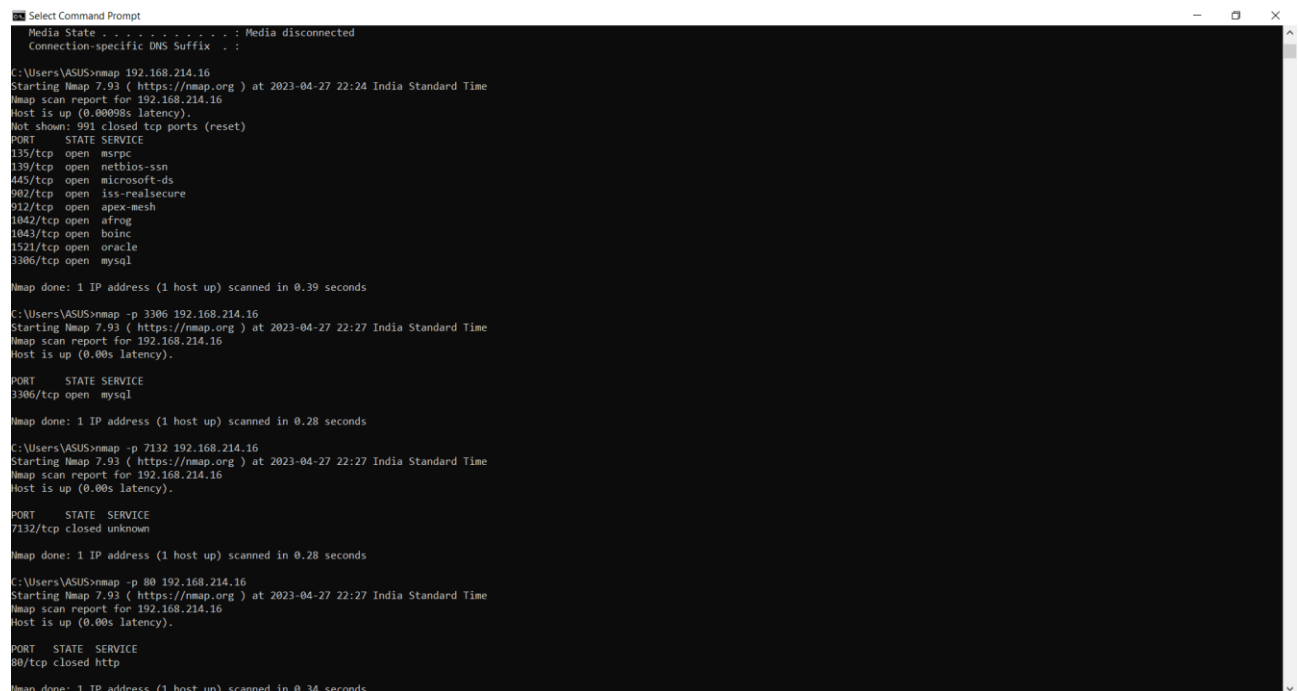 Select Command Prompt
Media State . . . . . . . . . . . : Media disconnected
Connection-specific DNS Suffix  . :
C:\Users\ASUS>nmap 192.168.214.16
Starting Nmap 7.93 ( https://nmap.org ) at 2023-04-27 22:24 India Standard Time
Nmap scan report for 192.168.214.16
Host is up (0.00098s latency).
Not shown: 991 closed tcp ports (reset)
PORT     STATE SERVICE
135/tcp  open  msrpc
139/tcp  open  netbios-ssn
445/tcp  open  microsoft-ds
902/tcp  open  iss-realsecure
912/tcp  open  apex-mesh
1042/tcp open  afrog
1043/tcp open  boinc
1521/tcp open  oracle
3306/tcp open  mysql
Nmap done: 1 IP address (1 host up) scanned in 0.39 seconds
C:\Users\ASUS>nmap -p 3306 192.168.214.16
Starting Nmap 7.93 ( https://nmap.org ) at 2023-04-27 22:27 India Standard Time
Nmap scan report for 192.168.214.16
Host is up (0.00s latency).
PORT     STATE SERVICE
3306/tcp open  mysql
Nmap done: 1 IP address (1 host up) scanned in 0.28 seconds
C:\Users\ASUS>nmap -p 7132 192.168.214.16
Starting Nmap 7.93 ( https://nmap.org ) at 2023-04-27 22:27 India Standard Time
Nmap scan report for 192.168.214.16
Host is up (0.00s latency).
PORT     STATE  SERVICE
7132/tcp closed unknown
Nmap done: 1 IP address (1 host up) scanned in 0.28 seconds
C:\Users\ASUS>nmap -p 80 192.168.214.16
Starting Nmap 7.93 ( https://nmap.org ) at 2023-04-27 22:27 India Standard Time
Nmap scan report for 192.168.214.16
Host is up (0.00s latency).
PORT   STATE  SERVICE
80/tcp closed http
Nmap done: 1 IP address (1 host up) scanned in 0.34 seconds